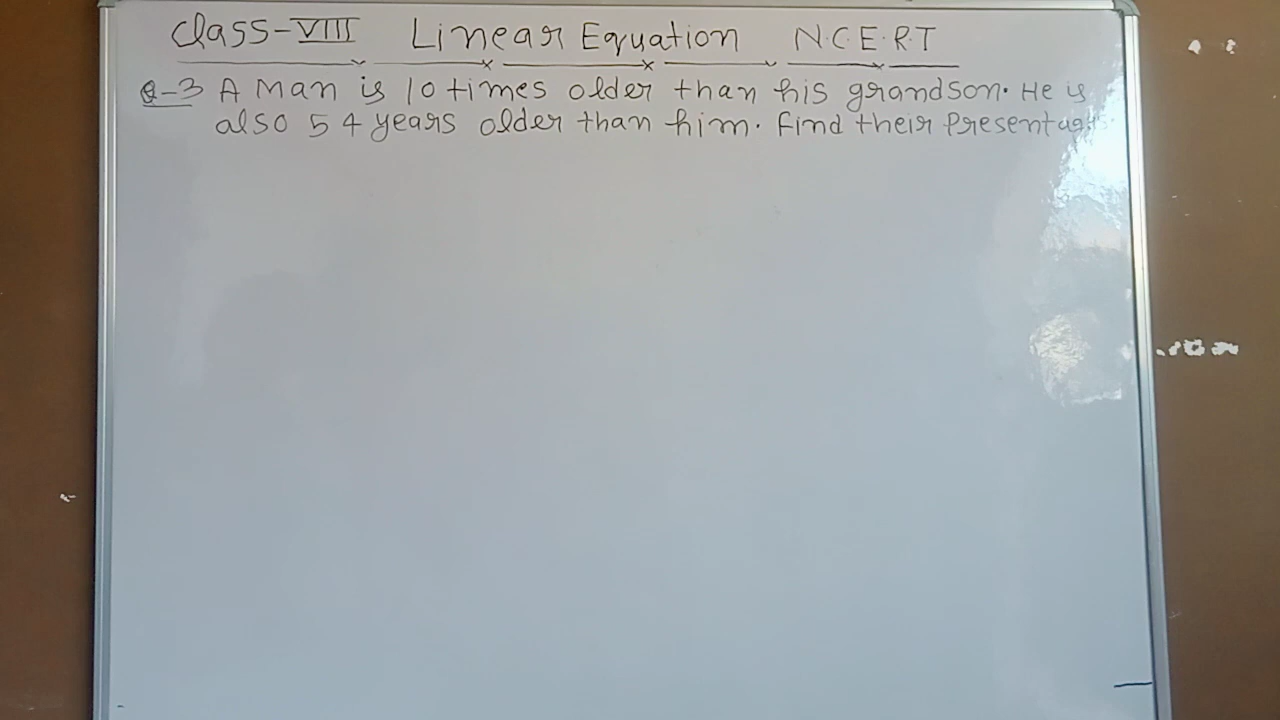 Class-VIII Linear Equation N.C.E.R.T
Q-3 A Man is 10 times older than his grandson. He is
also 54 years older than him. Find their Present